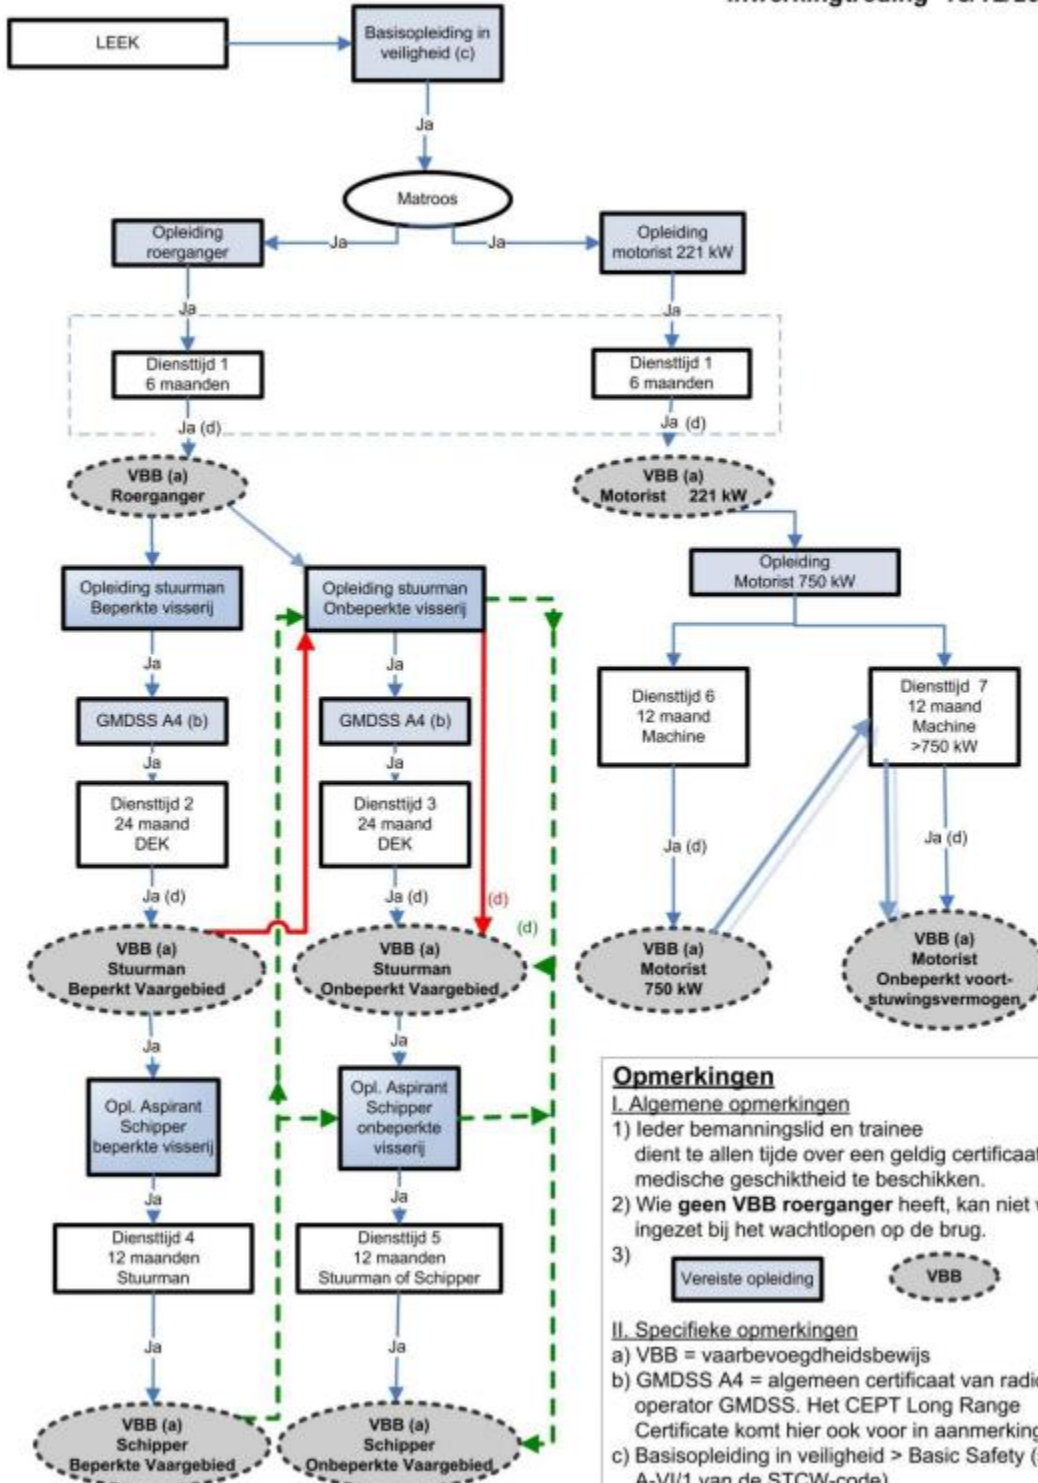 Inwerkingtreding
LEEK
Basisopleiding in
veiligheid (c)
Ja
Matroos
Ja
Ja
Opleiding
roerganger
Opleiding
motorist 221 kW
Ja
Ja
Diensttijd 1
6 maanden
Diensttijd 1
6 maanden
Ja (d)
Ja (d)
VBB (a)
Roerganger
VBB (a)
Motorist 221 kW
Opleiding
Motorist 750 kW
Opleiding stuurman
Beperkte visserij
Opleiding stuurman
Onbeperkte visserij
Ja
Ja
GMDSS A4 (b)
GMDSS A4 (b)
Ja
Ja
Diensttijd 2
24 maand
DEK
Diensttijd 3
24 maand
DEK
Diensttijd 6
12 maand
Machine
Diensttijd 7
12 maand
Machine
>750 kW
Ja (d)
Ja (d)
Ja (d)
Ja (d)
(d)
(d)
VBB (a)
Stuurman
Beperkt Vaargebied
VBB (a)
Stuurman
Onbeperkt Vaargebied
VBB (a)
Motorist
750 kW
VBB (a)
Motorist
Onbeperkt voort-
stuwingsvermogen
Ja
Ja
Opl. Aspirant
Schipper
beperkte visserij
Opl. Aspirant
Schipper
onbeperkte
visserij
Ja
Ja
Diensttijd 4
12 maanden
Stuurman
Diensttijd 5
12 maanden
Stuurman of Schipper
Ja
Ja
VBB (a)
Schipper
Beperkt Vaargebied
VBB (a)
Schipper
Onbeperkt Vaargebied
Opmerkingen
I. Algemene opmerkingen
1) Ieder bemanningslid en trainee
dient te allen tijde over een geldig certificaat
medische geschiktheid te beschikken.
2) Wie geen VBB roerganger heeft, kan niet
ingezet bij het wachtlopen op de brug.
3)
Vereiste opleiding
VBB
II. Specifieke opmerkingen
a) VBB = vaarbevoegdheidsbewijs
b) GMDSS A4 = algemeen certificaat van
operator GMDSS. Het CEPT Long Range
Certificate komt hier ook voor in aanmerking
c) Basisopleiding in veiligheid > Basic Safety
A-VI/1 van de STCW-code)